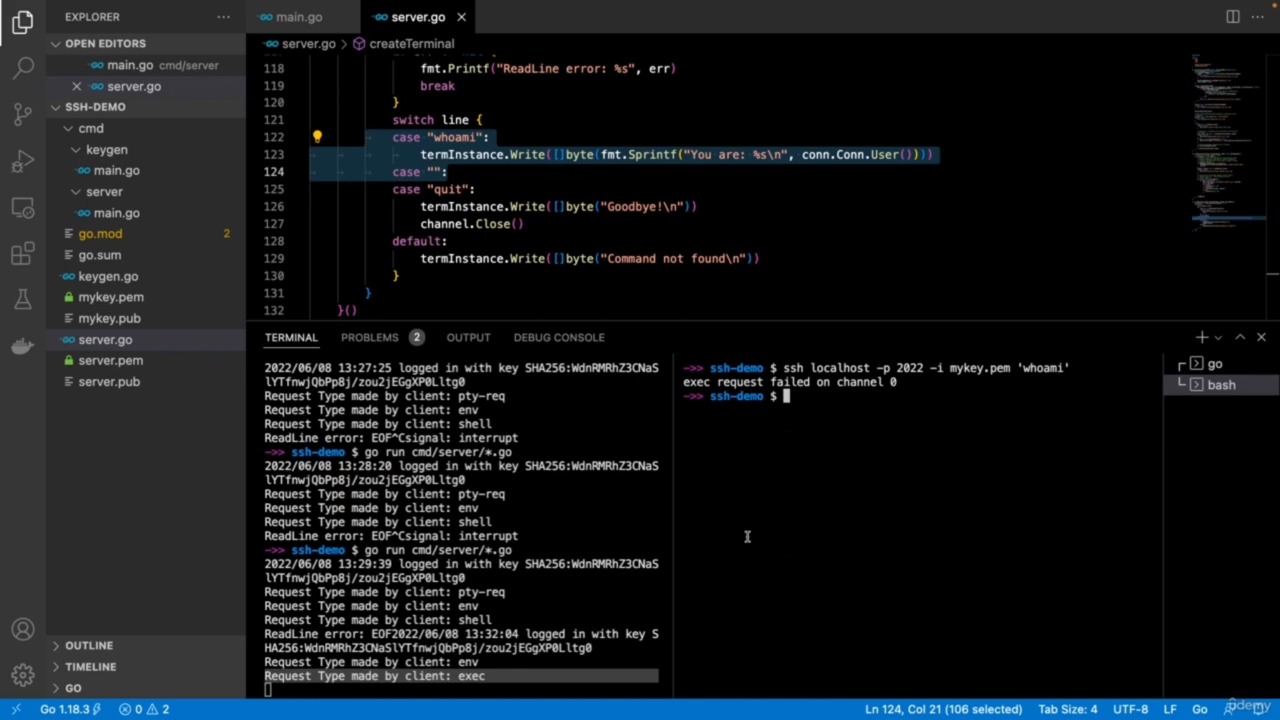 EXPLORER
main.go
server.go
OPEN EDITORS
server.go > createTerminal
main.go cmd/server
server.go
SSH-DEMO
cmd
keygen
main.go
server
main.go
go.mod 2
go.sum
keygen.go
mykey.pem
mykey.pub
server.go
server.pem
server.pub
OUTLINE
TIMELINE
GO
118 fmt.Printf("ReadLine error: %s", err)
119 break
120 }
121 switch line {
122 case "whoami":
123 termInstance.Write([]byte(fmt.Sprintf("You are: %s\n", conn.Conn.User())))
124 case "":
125 case "quit":
126 termInstance.Write([]byte("Goodbye!\n"))
127 channel.Close()
128 default:
129 termInstance.Write([]byte("Command not found\n"))
130 }
131 }
132 }()
TERMINAL PROBLEMS 2 OUTPUT DEBUG CONSOLE
2022/06/08 13:27:25 logged in with key SHA256:WdnRMRhZ3CNaS
lYTfnwjQbPp8j/zou2jEGgXP0Lltg0
Request Type made by client: pty-req
Request Type made by client: env
Request Type made by client: shell
ReadLine error: EOF^Csignal: interrupt
->> ssh-demo $ go run cmd/server/*.go
2022/06/08 13:28:20 logged in with key SHA256:WdnRMRhZ3CNaS
lYTfnwjQbPp8j/zou2jEGgXP0Lltg0
Request Type made by client: pty-req
Request Type made by client: env
Request Type made by client: shell
ReadLine error: EOF^Csignal: interrupt
->> ssh-demo $ go run cmd/server/*.go
2022/06/08 13:29:39 logged in with key SHA256:WdnRMRhZ3CNaS
lYTfnwjQbPp8j/zou2jEGgXP0Lltg0
Request Type made by client: pty-req
Request Type made by client: env
Request Type made by client: shell
ReadLine error: EOF2022/06/08 13:32:04 logged in with key S
HA256:WdnRMRhZ3CNaSlYTfnwjQbPp8j/zou2jEGgXP0Lltg0
Request Type made by client: env
Request Type made by client: exec
->> ssh-demo $ ssh localhost -p 2022 -i mykey.pem 'whoami'
exec request failed on channel 0
->> ssh-demo $
go
bash
Go 1.18.3 0 2
Ln 124, Col 21 (106 selected) Tab Size: 4 UTF-8 LF Go
udemy